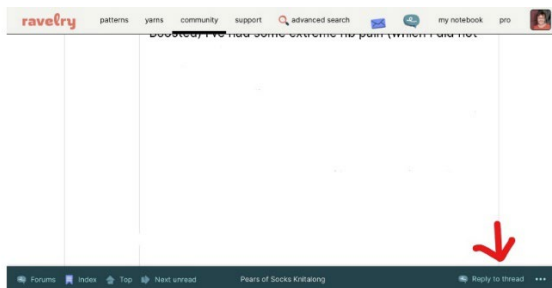 ravelry patterns yarns community support advanced search my notebook pro
Boosted) I've had some extreme rib pain (which I did not
Forums Index Top Next unread Pears of Socks Knitalong Reply to thread